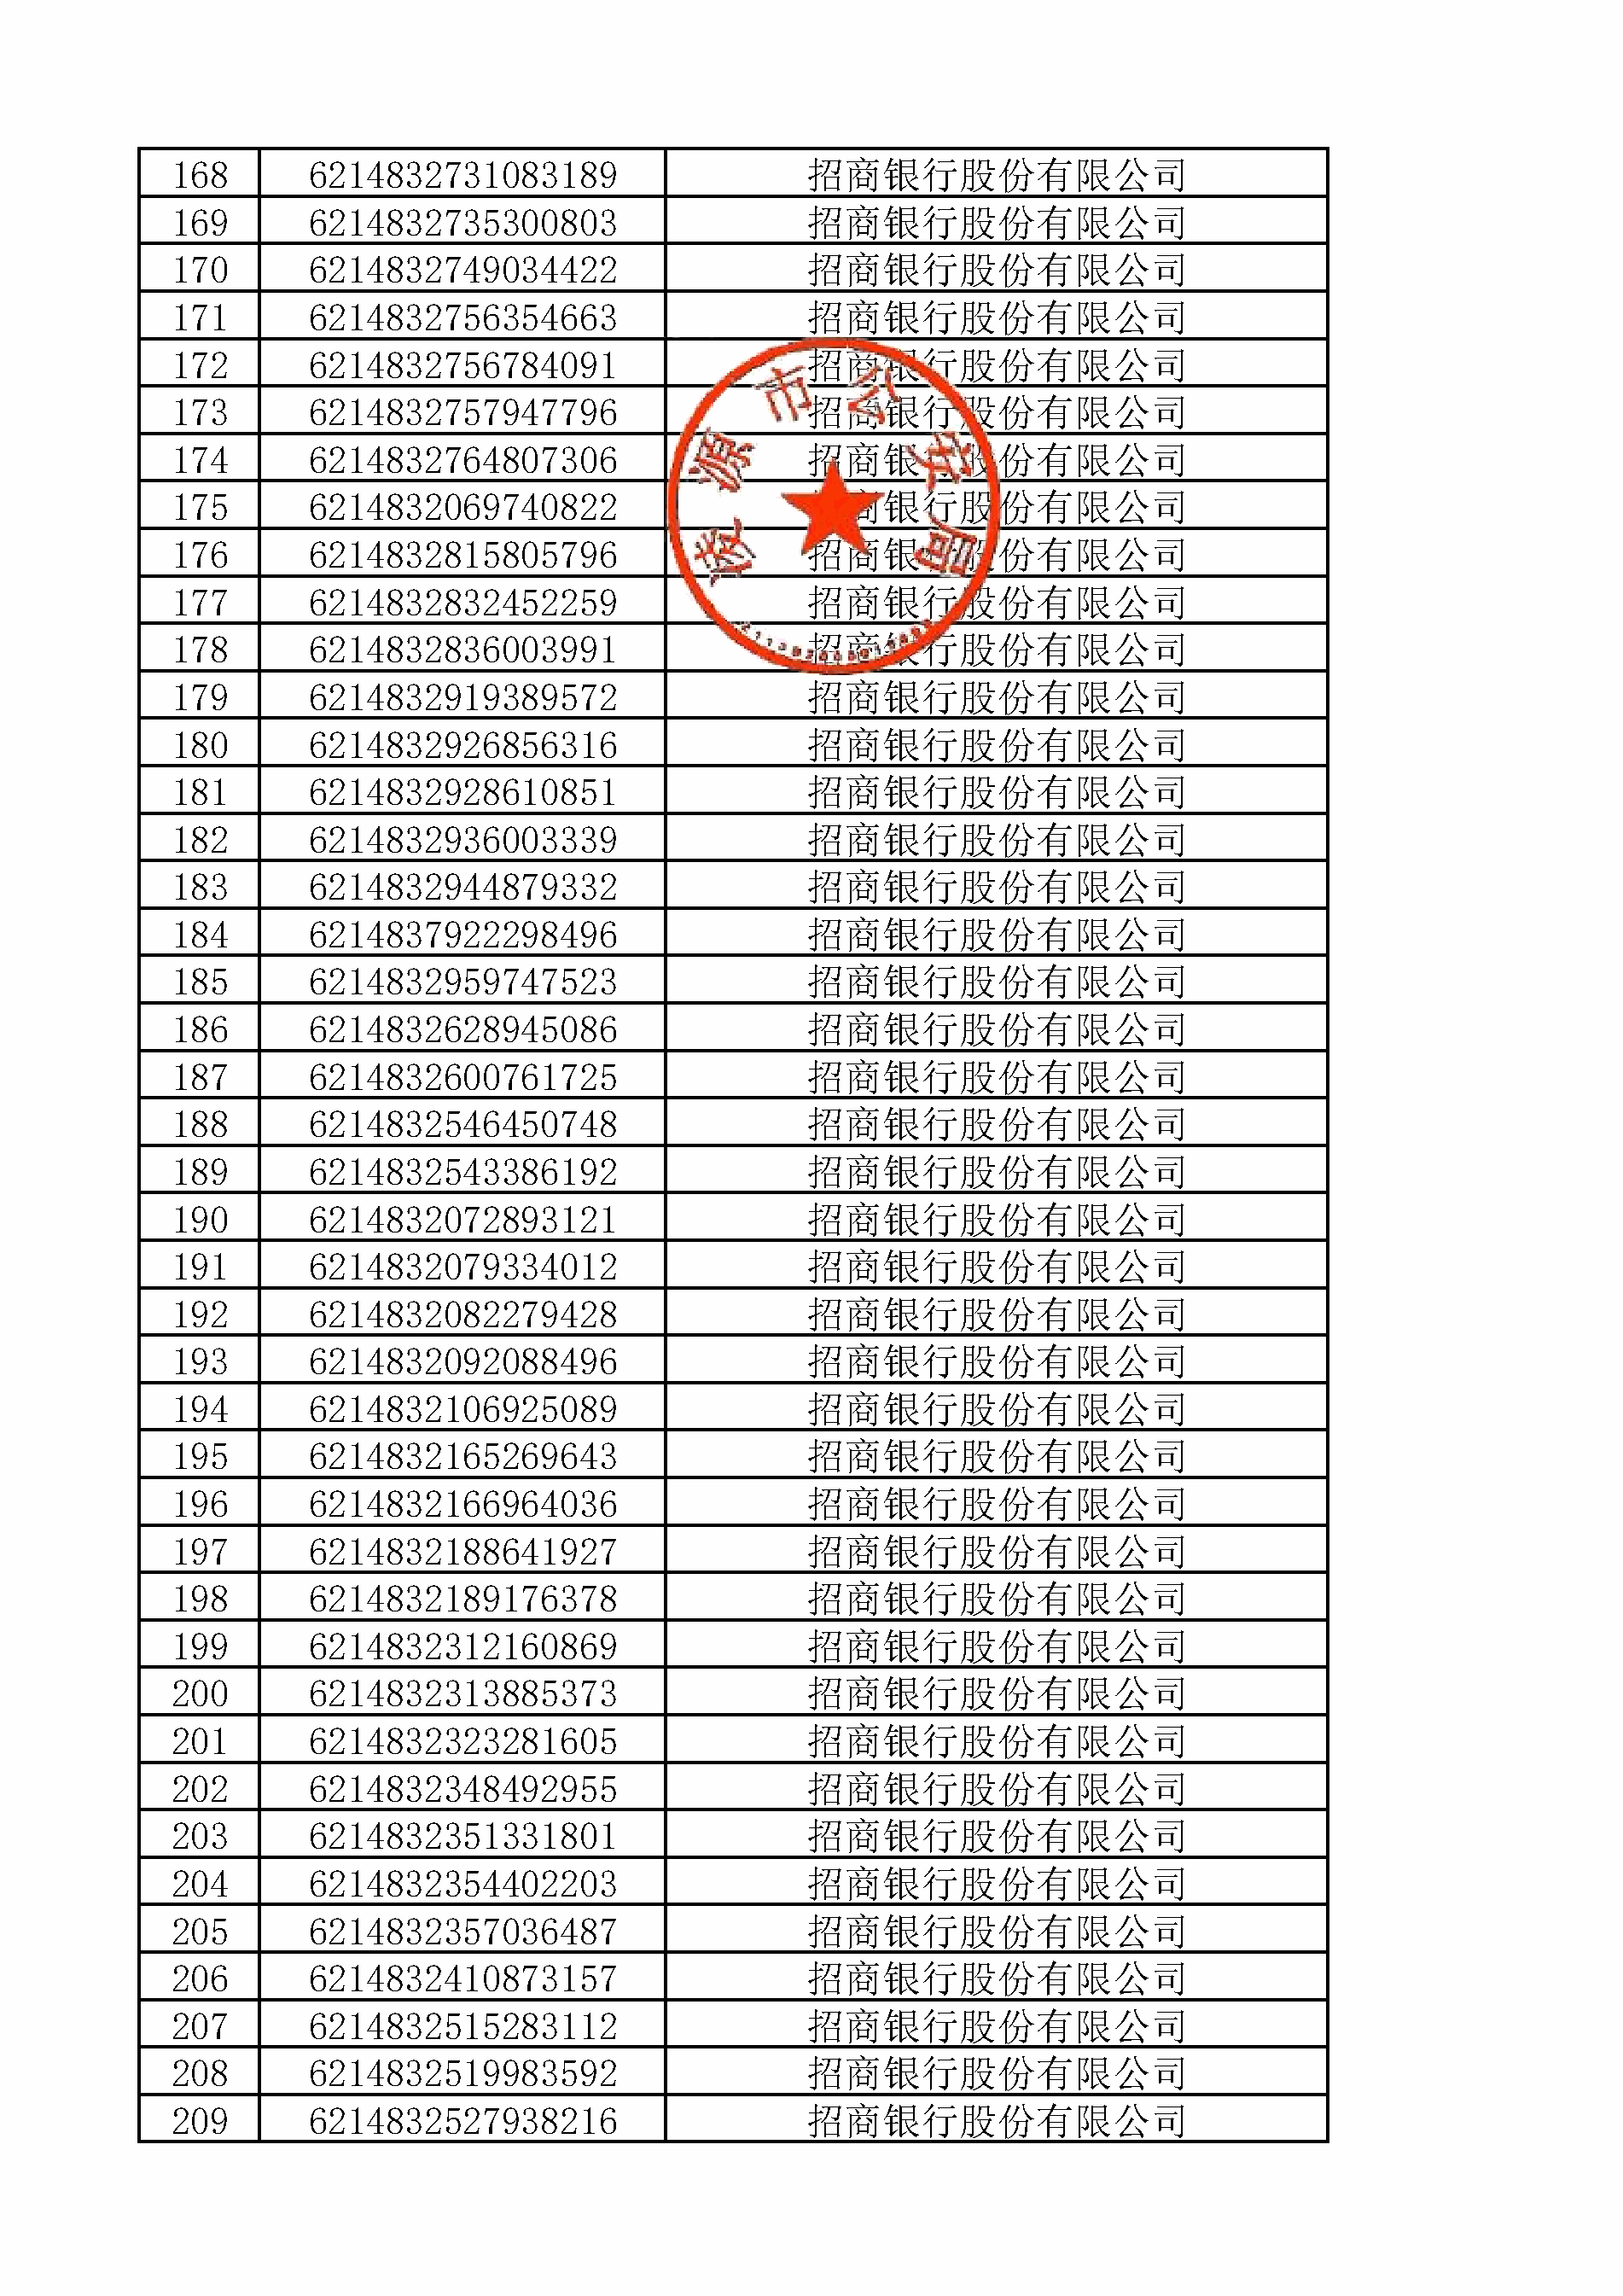 168 6214832731083189 招商银行股份有限公司
169 6214832735300803 招商银行股份有限公司
170 6214832749034422 招商银行股份有限公司
171 6214832756354663 招商银行股份有限公司
172 6214832756784091 招商银行股份有限公司
173 6214832757947796 招商银行股份有限公司
174 6214832764807306 招商银行股份有限公司
175 6214832069740822 招商银行股份有限公司
176 6214832815805796 招商银行股份有限公司
177 6214832832452259 招商银行股份有限公司
178 6214832836003991 招商银行股份有限公司
凌源市公安局
179 6214832919389572 招商银行股份有限公司
180 6214832926856316 招商银行股份有限公司
181 6214832928610851 招商银行股份有限公司
182 6214832936003339 招商银行股份有限公司
183 6214832944879332 招商银行股份有限公司
184 6214837922298496 招商银行股份有限公司
185 6214832959747523 招商银行股份有限公司
186 6214832628945086 招商银行股份有限公司
187 6214832600761725 招商银行股份有限公司
188 6214832546450748 招商银行股份有限公司
189 6214832543386192 招商银行股份有限公司
190 6214832072893121 招商银行股份有限公司
191 6214832079334012 招商银行股份有限公司
192 6214832082279428 招商银行股份有限公司
193 6214832092088496 招商银行股份有限公司
194 6214832106925089 招商银行股份有限公司
195 6214832165269643 招商银行股份有限公司
196 6214832166964036 招商银行股份有限公司
197 6214832188641927 招商银行股份有限公司
198 6214832189176378 招商银行股份有限公司
199 6214832312160869 招商银行股份有限公司
200 6214832313885373 招商银行股份有限公司
201 6214832323281605 招商银行股份有限公司
202 6214832348492955 招商银行股份有限公司
203 6214832351331801 招商银行股份有限公司
204 6214832354402203 招商银行股份有限公司
205 6214832357036487 招商银行股份有限公司
206 6214832410873157 招商银行股份有限公司
207 6214832515283112 招商银行股份有限公司
208 6214832519983592 招商银行股份有限公司
209 6214832527938216 招商银行股份有限公司